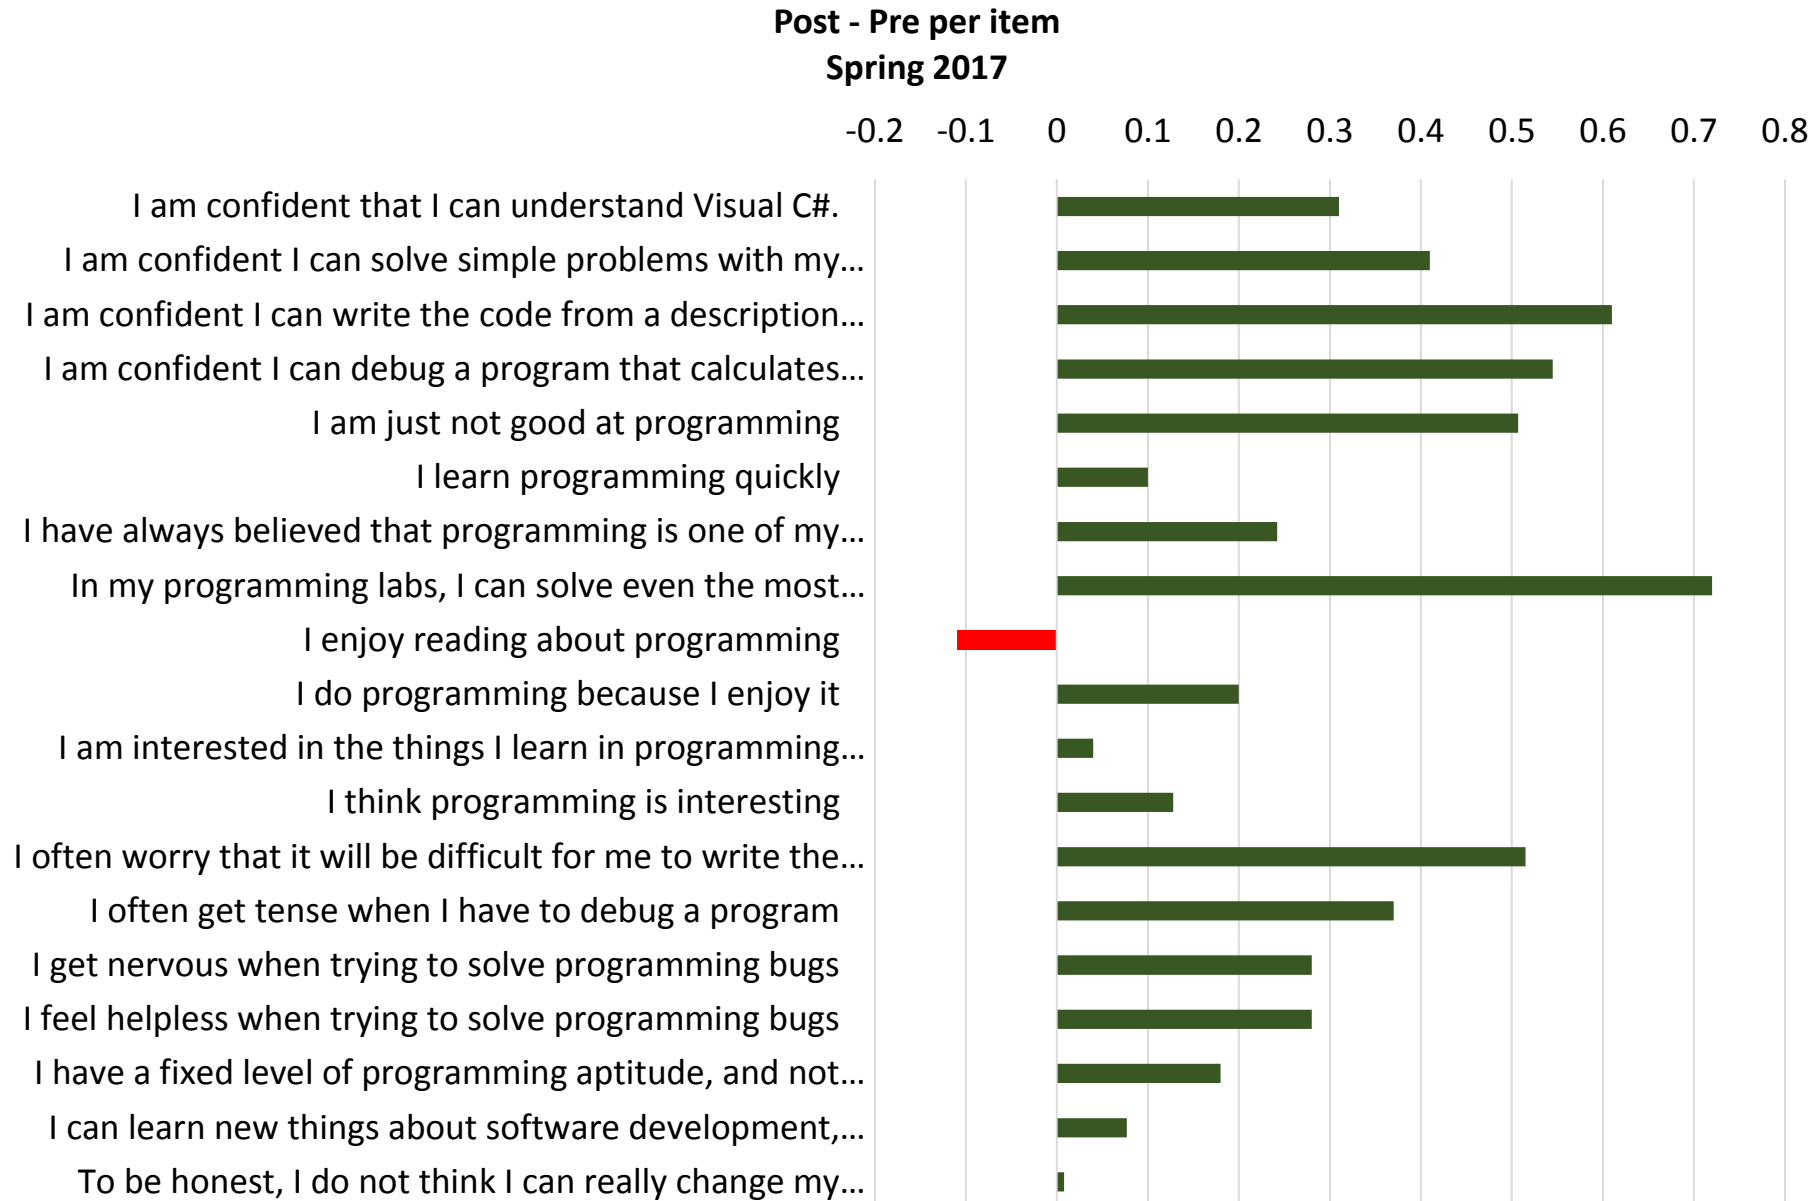 Post - Pre per item
Spring 2017
-0.2 -0.1 0 0.1 0.2 0.3 0.4 0.5 0.6 0.7 0.8
I am confident that I can understand Visual C#.
I am confident I can solve simple problems with my...
I am confident I can write the code from a description...
I am confident I can debug a program that calculates...
I am just not good at programming
I learn programming quickly
I have always believed that programming is one of my...
In my programming labs, I can solve even the most...
I enjoy reading about programming
I do programming because I enjoy it
I am interested in the things I learn in programming...
I think programming is interesting
I often worry that it will be difficult for me to write the...
I often get tense when I have to debug a program
I get nervous when trying to solve programming bugs
I feel helpless when trying to solve programming bugs
I have a fixed level of programming aptitude, and not...
I can learn new things about software development,...
To be honest, I do not think I can really change my...